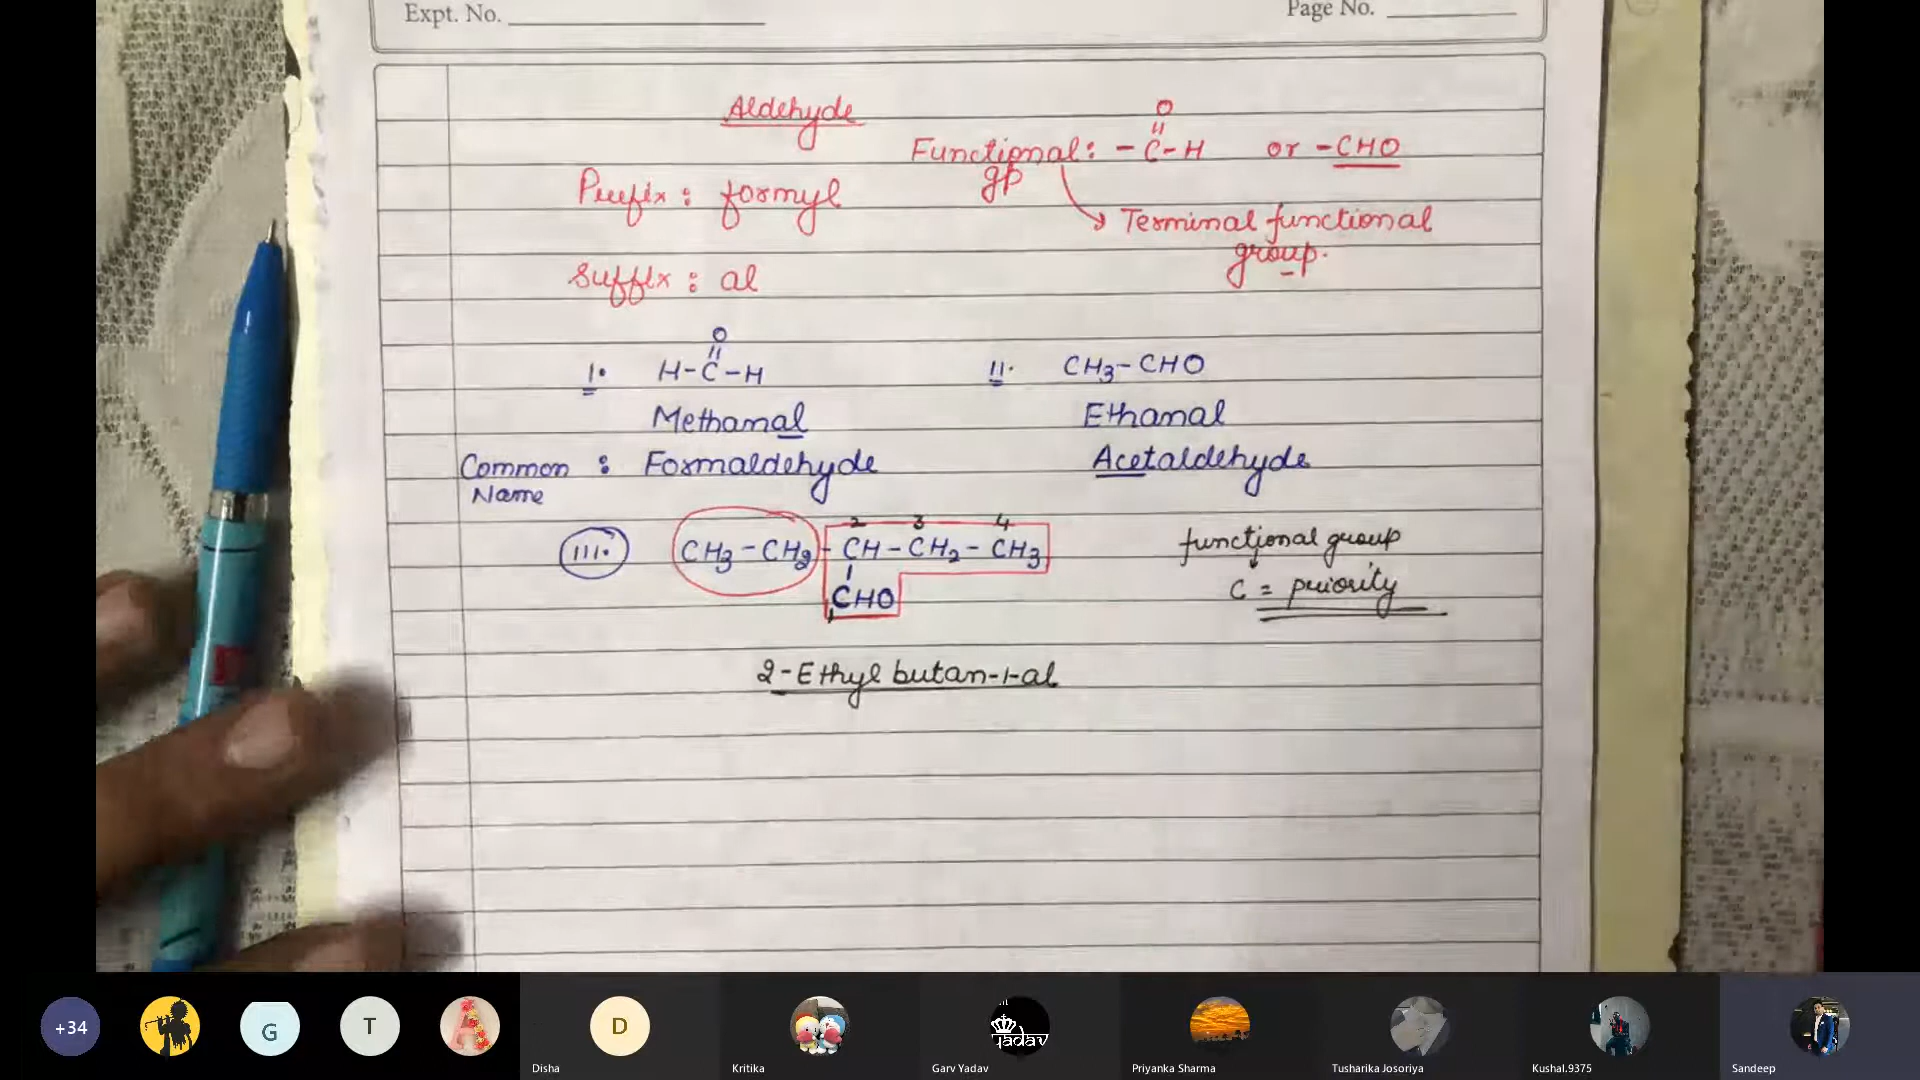 Expt. No.
Page No.
Aldehyde
O
||
Functional: -C-H or -CHO
gp
Prefix: formyl
Terminal functional
group.
Suffix: al
O
||
I. H-C-H
II. CH3-CHO
Methanal
Ethanal
Common : Formaldehyde
Name
Acetaldehyde
2 3 4
III. CH3-CH2-CH-CH2-CH3
functional group
CHO
1
C = priority
2-Ethyl butan-1-al
+34
G
T
A
D
Disha
Kritika
Yadav
Garv Yadav
Priyanka Sharma
Tusharika Josoriya
Kushal.9375
Sandeep